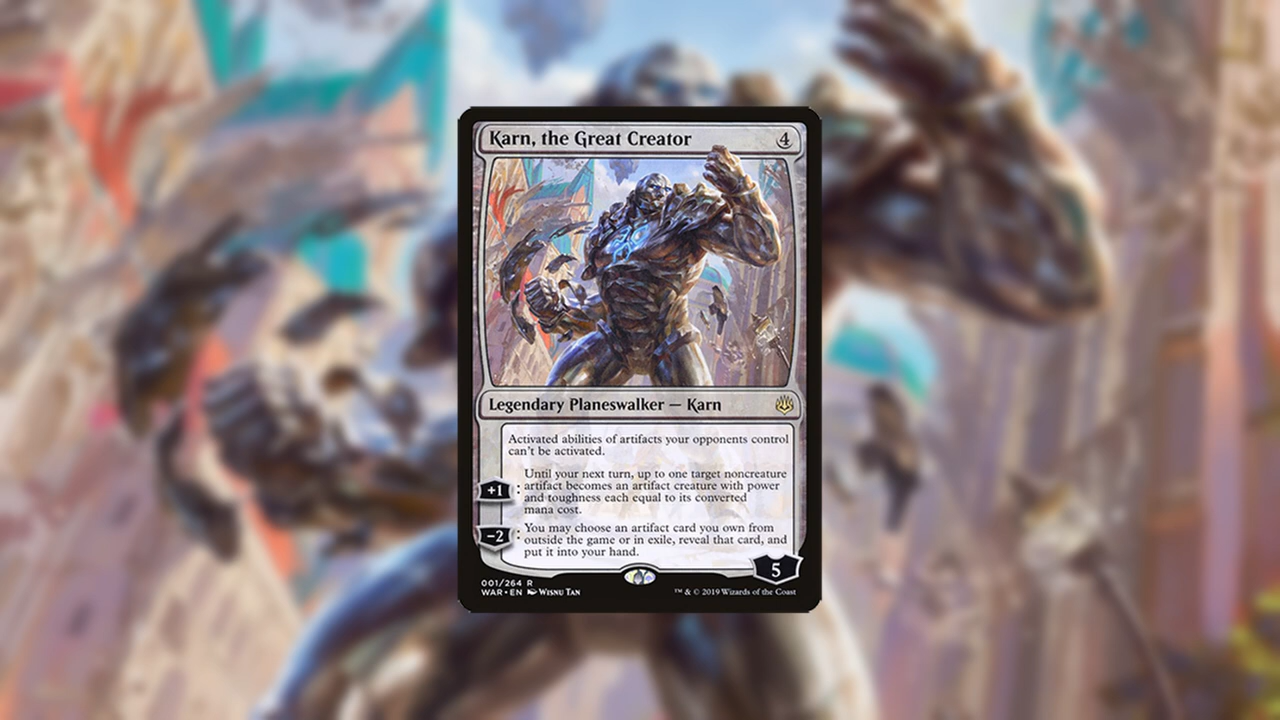 Karn, the Great Creator 4
Legendary Planeswalker — Karn
Activated abilities of artifacts your opponents control
can't be activated.
+1: Until your next turn, up to one target noncreature
artifact becomes an artifact creature with power
and toughness each equal to its converted
mana cost.
−2: You may choose an artifact card you own from
outside the game or in exile, reveal that card, and
put it into your hand.
5
001/264 R
WAR • EN Wisnu Tan
™ & © 2019 Wizards of the Coast